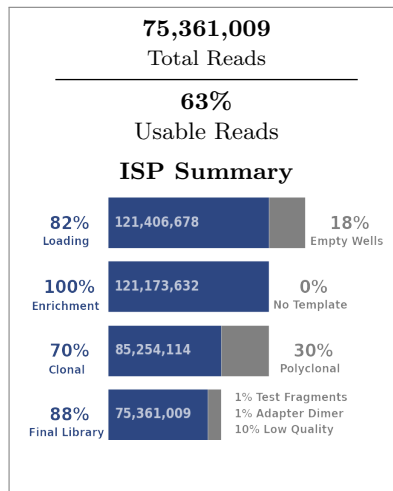 75,361,009
Total Reads
63%
Usable Reads
ISP Summary
82% 121,406,678 18%
Loading Empty Wells
100% 121,173,632 0%
Enrichment No Template
70% 85,254,114 30%
Clonal Polyclonal
88% 75,361,009 1% Test Fragments
1% Adapter Dimer
Final Library 10% Low Quality